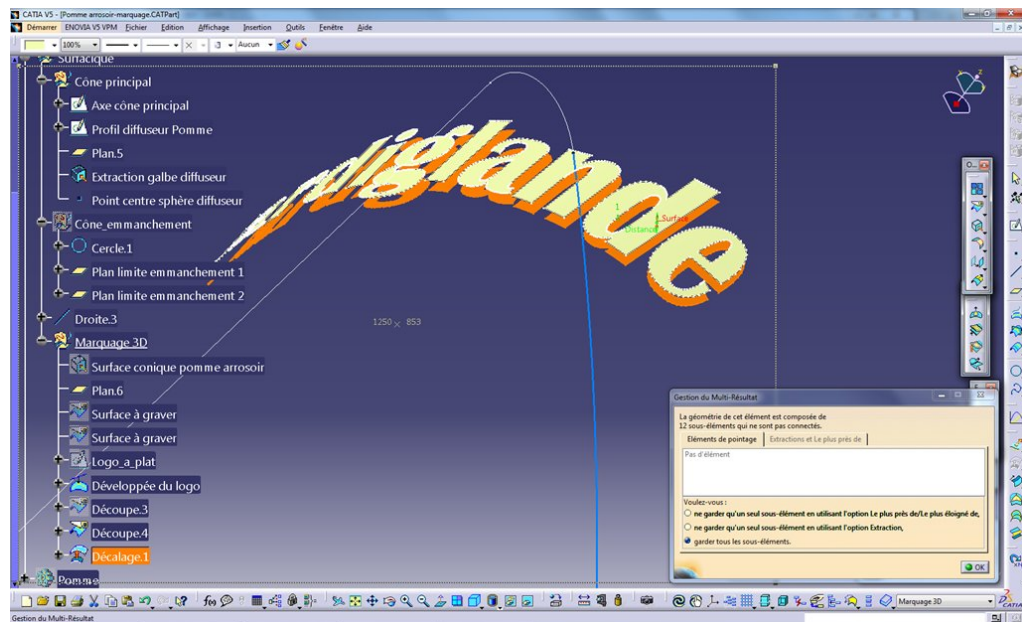 CATIA V5 - [Pomme arrosoir-marquage.CATPart]
Démarrer ENOVIA V5 VPM Fichier Edition Affichage Insertion Outils Fenêtre Aide
100% Aucun
Surfacique
Cône principal
Axe cône principal
Profil diffuseur Pomme
Plan.5
Extraction galbe diffuseur
Point centre sphère diffuseur
Cône_emmanchement
Cercle.1
Plan limite emmanchement 1
Plan limite emmanchement 2
Droite.3
Marquage 3D
Surface conique pomme arrosoir
Plan.6
Surface à graver
Surface à graver
Logo_a_plat
Développée du logo
Découpe.3
Découpe.4
Décalage.1
Pomme
diglande
1
Surface
Distance
1250 x 853
Gestion du Multi-Résultat
La géométrie de cet élément est composée de
12 sous-éléments qui ne sont pas connectés.
Eléments de pointage Extractions et Le plus près de
Pas d'élément
Voulez-vous :
ne garder qu'un seul sous-élément en utilisant l'option Le plus près de/Le plus éloigné de,
ne garder qu'un seul sous-élément en utilisant l'option Extraction,
garder tous les sous-éléments.
OK
Marquage 3D
CATIA
Gestion du Multi-Résultat